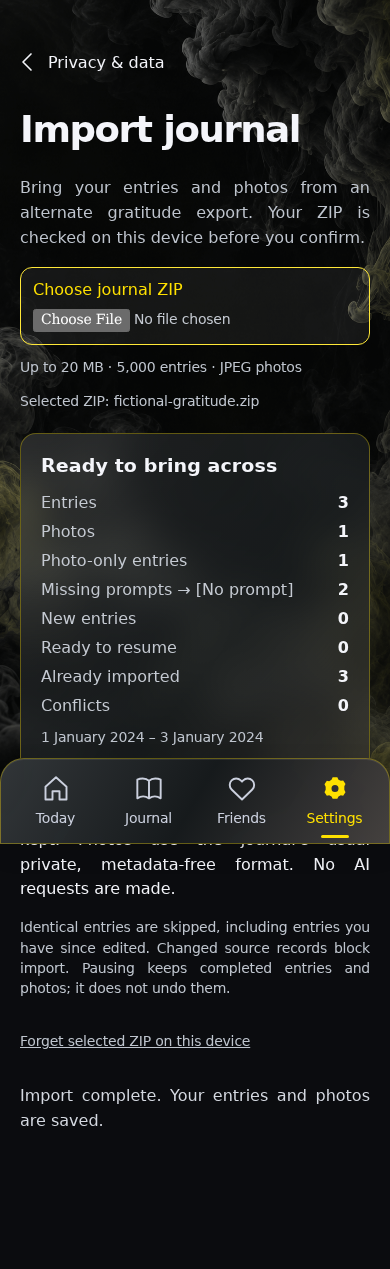 Privacy & data
Import journal
Bring your entries and photos from an
alternate gratitude export. Your ZIP is
checked on this device before you confirm.
Choose journal ZIP
Choose File No file chosen
Up to 20 MB · 5,000 entries · JPEG photos
Selected ZIP: fictional-gratitude.zip
Ready to bring across
Entries 3
Photos 1
Photo-only entries 1
Missing prompts → [No prompt] 2
New entries 0
Ready to resume 0
Already imported 3
Conflicts 0
1 January 2024 – 3 January 2024
Today Journal Friends Settings
private, metadata-free format. No AI
requests are made.
Identical entries are skipped, including entries you
have since edited. Changed source records block
import. Pausing keeps completed entries and
photos; it does not undo them.
Forget selected ZIP on this device
Import complete. Your entries and photos
are saved.